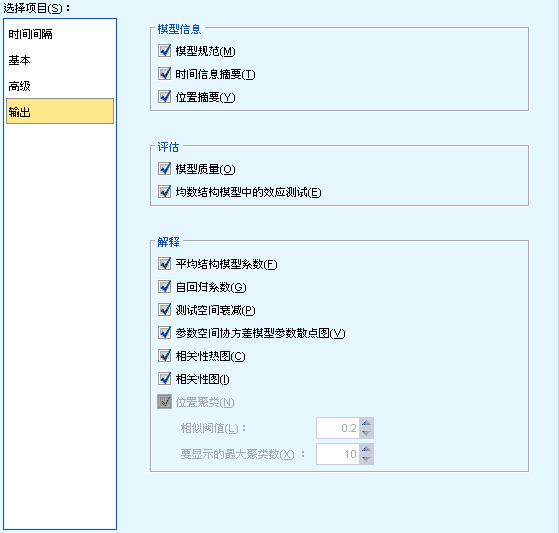 选择项目(S)：
时间间隔
基本
高级
输出
模型信息
模型规范(M)
时间信息摘要(T)
位置摘要(Y)
评估
模型质量(O)
均数结构模型中的效应测试(E)
解释
平均结构模型系数(F)
自回归系数(G)
测试空间衰减(P)
参数空间协方差模型参数散点图(V)
相关性热图(C)
相关性图(I)
位置聚类(N)
相似阈值(L)： 0.2
要显示的最大聚类数(X) ： 10